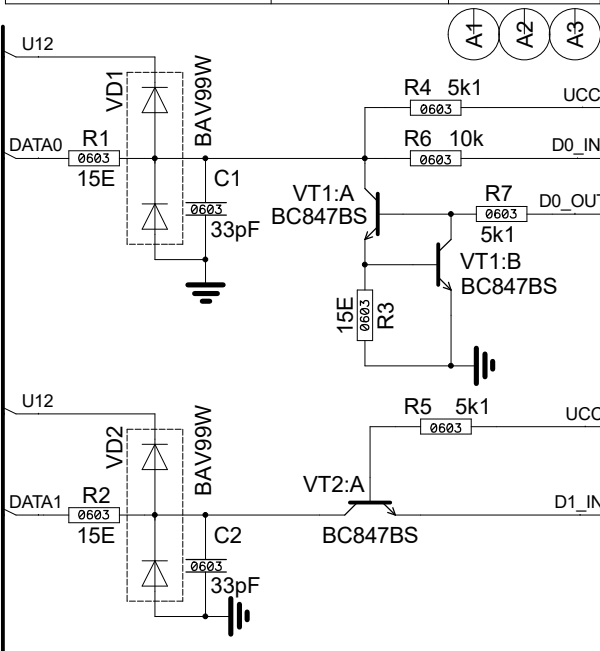 A1 A2 A3
U12
VD1
BAV99W
R4 5k1
0603
UCC
DATA0
R1
0603
15E
R6 10k
0603
D0_IN
C1
0603
33pF
VT1:A
BC847BS
R7
0603
5k1
D0_OUT
VT1:B
BC847BS
15E
0603
R3
U12
VD2
BAV99W
R5 5k1
0603
UCC
DATA1
R2
0603
15E
VT2:A
BC847BS
D1_IN
C2
0603
33pF